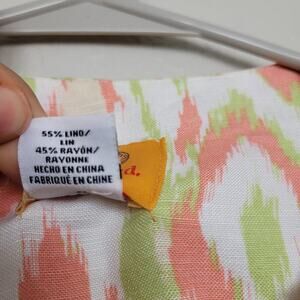 55% LINO/
LIN
45% RAYÓN/
RAYONNE
HECHO EN CHINA
FABRIQUÉ EN CHINE
d.